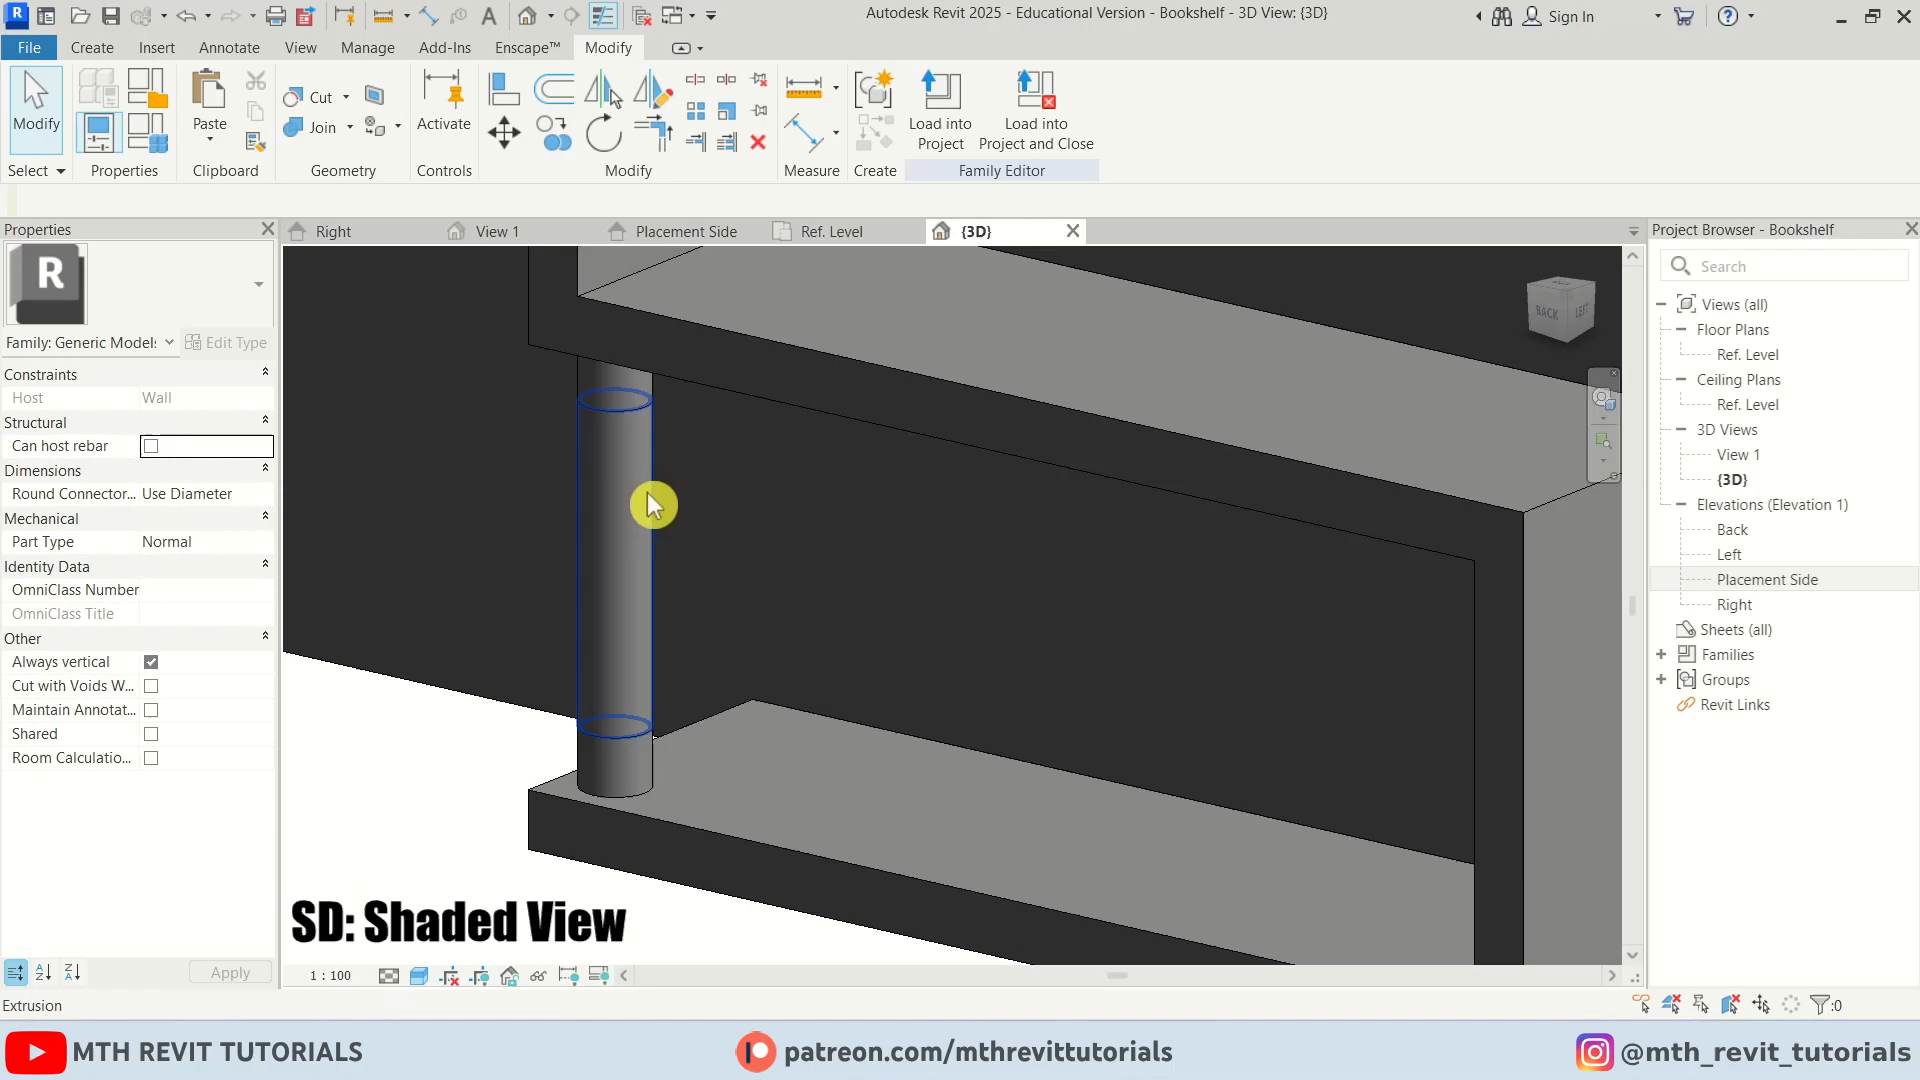 Autodesk Revit 2025 - Educational Version - Bookshelf - 3D View: {3D}
Sign In
File
Create
Insert
Annotate
View
Manage
Add-Ins
Enscape™
Modify
Modify
Paste
Cut
Join
Activate
Load into
Project
Load into
Project and Close
Select
Properties
Clipboard
Geometry
Controls
Modify
Measure
Create
Family Editor
Properties
Right
View 1
Placement Side
Ref. Level
{3D}
Project Browser - Bookshelf
R
Search
Family: Generic Models
Edit Type
Constraints
Host
Wall
Structural
Can host rebar
Dimensions
Round Connector...
Use Diameter
Mechanical
Part Type
Normal
Identity Data
OmniClass Number
OmniClass Title
Other
Always vertical
Cut with Voids W...
Maintain Annotat...
Shared
Room Calculatio...
Apply
BACK
LEFT
Views (all)
Floor Plans
Ref. Level
Ceiling Plans
Ref. Level
3D Views
View 1
{3D}
Elevations (Elevation 1)
Back
Left
Placement Side
Right
Sheets (all)
Families
Groups
Revit Links
SD: Shaded View
1 : 100
Extrusion
:0
MTH REVIT TUTORIALS
patreon.com/mthrevittutorials
@mth_revit_tutorials